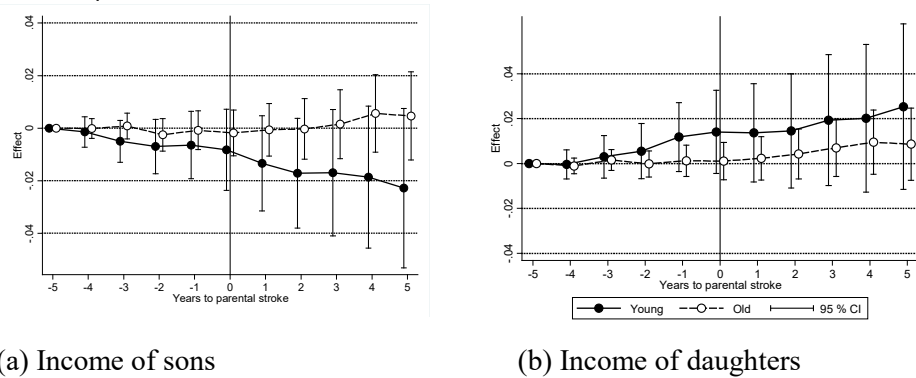 .04
.02
0
-.02
-.04
Effect
-5 -4 -3 -2 -1 0 1 2 3 4 5
Years to parental stroke
.04
.02
0
-.02
-.04
Effect
-5 -4 -3 -2 -1 0 1 2 3 4 5
Years to parental stroke
Young Old 95 % CI
(a) Income of sons
(b) Income of daughters